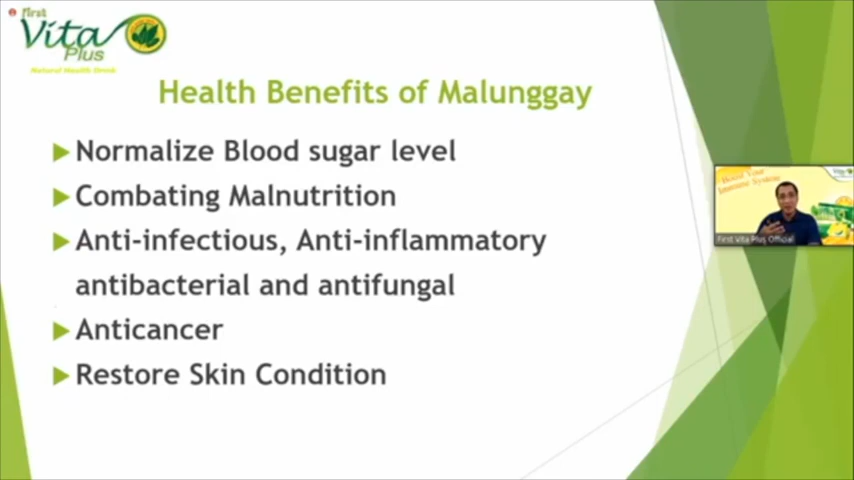 First
Vita
Plus
Natural Health Drink
Health Benefits of Malunggay
Normalize Blood sugar level
Combating Malnutrition
Anti-infectious, Anti-inflammatory
antibacterial and antifungal
Anticancer
Restore Skin Condition
Boost Your
Immune System
First Vita Plus Official